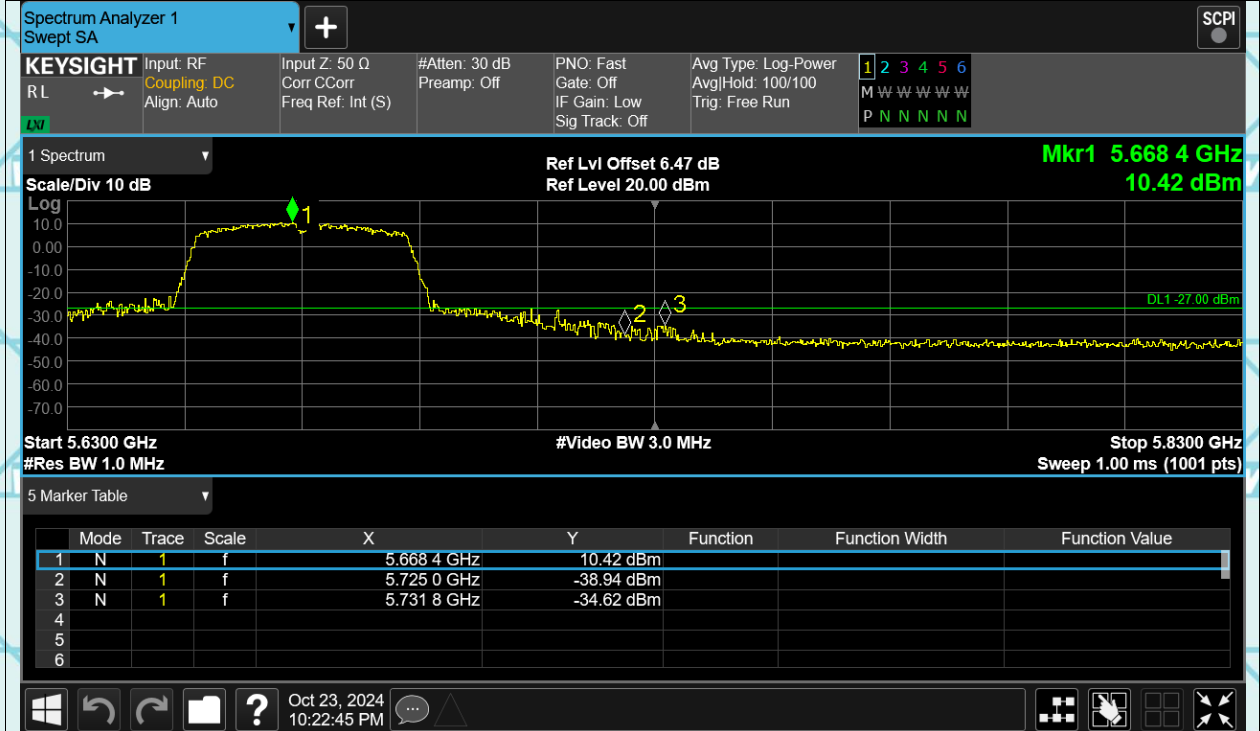 Spectrum Analyzer 1
Swept SA
SCPI
KEYSIGHT
R L
LXI
Input: RF
Coupling: DC
Align: Auto
Input Z: 50 Ω
Corr CCorr
Freq Ref: Int (S)
#Atten: 30 dB
Preamp: Off
PNO: Fast
Gate: Off
IF Gain: Low
Sig Track: Off
Avg Type: Log-Power
Avg|Hold: 100/100
Trig: Free Run
1 2 3 4 5 6
M W W W W W
P N N N N N
1 Spectrum
Scale/Div 10 dB
Ref Lvl Offset 6.47 dB
Ref Level 20.00 dBm
Mkr1 5.668 4 GHz
10.42 dBm
Log
10.0
0.00
-10.0
-20.0
-30.0
-40.0
-50.0
-60.0
-70.0
1
2
3
DL1 -27.00 dBm
Start 5.6300 GHz
#Video BW 3.0 MHz
Stop 5.8300 GHz
#Res BW 1.0 MHz
Sweep 1.00 ms (1001 pts)
5 Marker Table
Mode Trace Scale X Y Function Function Width Function Value
1 N 1 f 5.668 4 GHz 10.42 dBm
2 N 1 f 5.725 0 GHz -38.94 dBm
3 N 1 f 5.731 8 GHz -34.62 dBm
4
5
6
?
Oct 23, 2024
10:22:45 PM